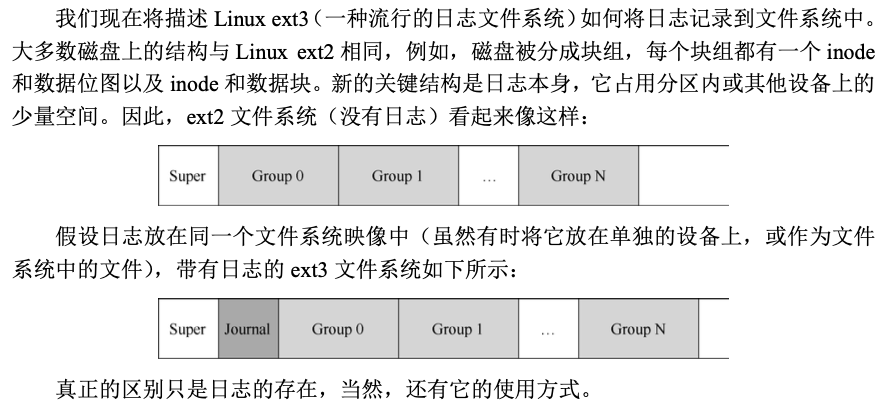 我们现在将描述 Linux ext3（一种流行的日志文件系统）如何将日志记录到文件系统中。
大多数磁盘上的结构与 Linux ext2 相同，例如，磁盘被分成块组，每个块组都有一个 inode
和数据位图以及 inode 和数据块。新的关键结构是日志本身，它占用分区内或其他设备上的
少量空间。因此，ext2 文件系统（没有日志）看起来像这样：
Super Group 0 Group 1 … Group N
假设日志放在同一个文件系统映像中（虽然有时将它放在单独的设备上，或作为文件
系统中的文件），带有日志的 ext3 文件系统如下所示：
Super Journal Group 0 Group 1 … Group N
真正的区别只是日志的存在，当然，还有它的使用方式。